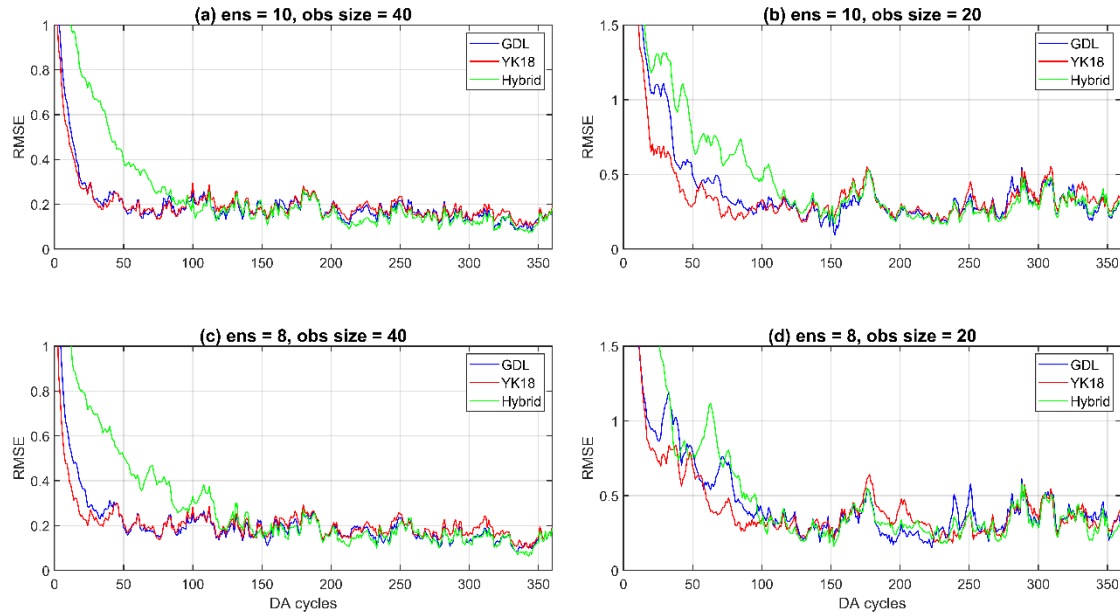 (a) ens = 10, obs size = 40
1
0.8
0.6
0.4
0.2
0
RMSE
0 50 100 150 200 250 300 350
GDL
YK18
Hybrid
(b) ens = 10, obs size = 20
1.5
1
0.5
0
RMSE
0 50 100 150 200 250 300 350
GDL
YK18
Hybrid
(c) ens = 8, obs size = 40
1
0.8
0.6
0.4
0.2
0
RMSE
0 50 100 150 200 250 300 350
DA cycles
GDL
YK18
Hybrid
(d) ens = 8, obs size = 20
1.5
1
0.5
0
RMSE
0 50 100 150 200 250 300 350
DA cycles
GDL
YK18
Hybrid